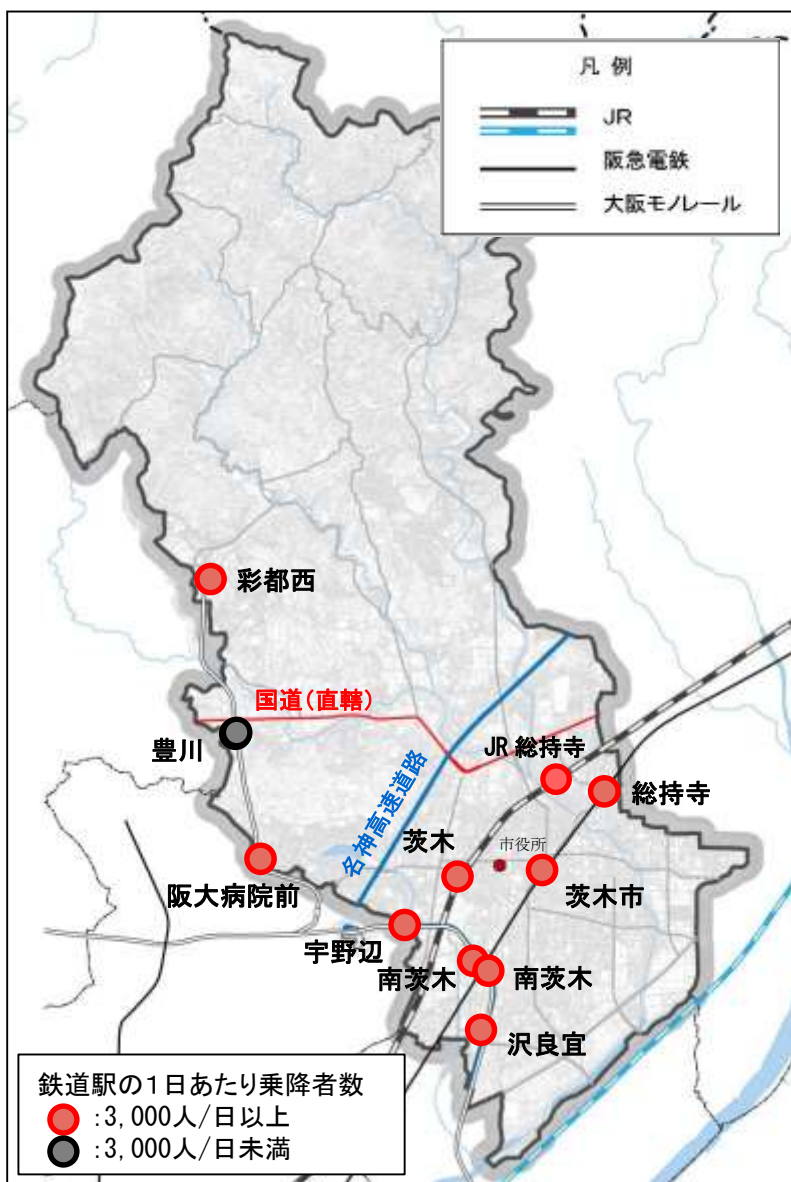 凡 例
JR
阪急電鉄
大阪モノレール
彩都西
国道(直轄)
豊川
JR 総持寺
総持寺
名神高速道路
茨木
市役所
茨木市
阪大病院前
宇野辺
南茨木
南茨木
沢良宜
鉄道駅の1日あたり乗降者数
:3,000人/日以上
:3,000人/日未満